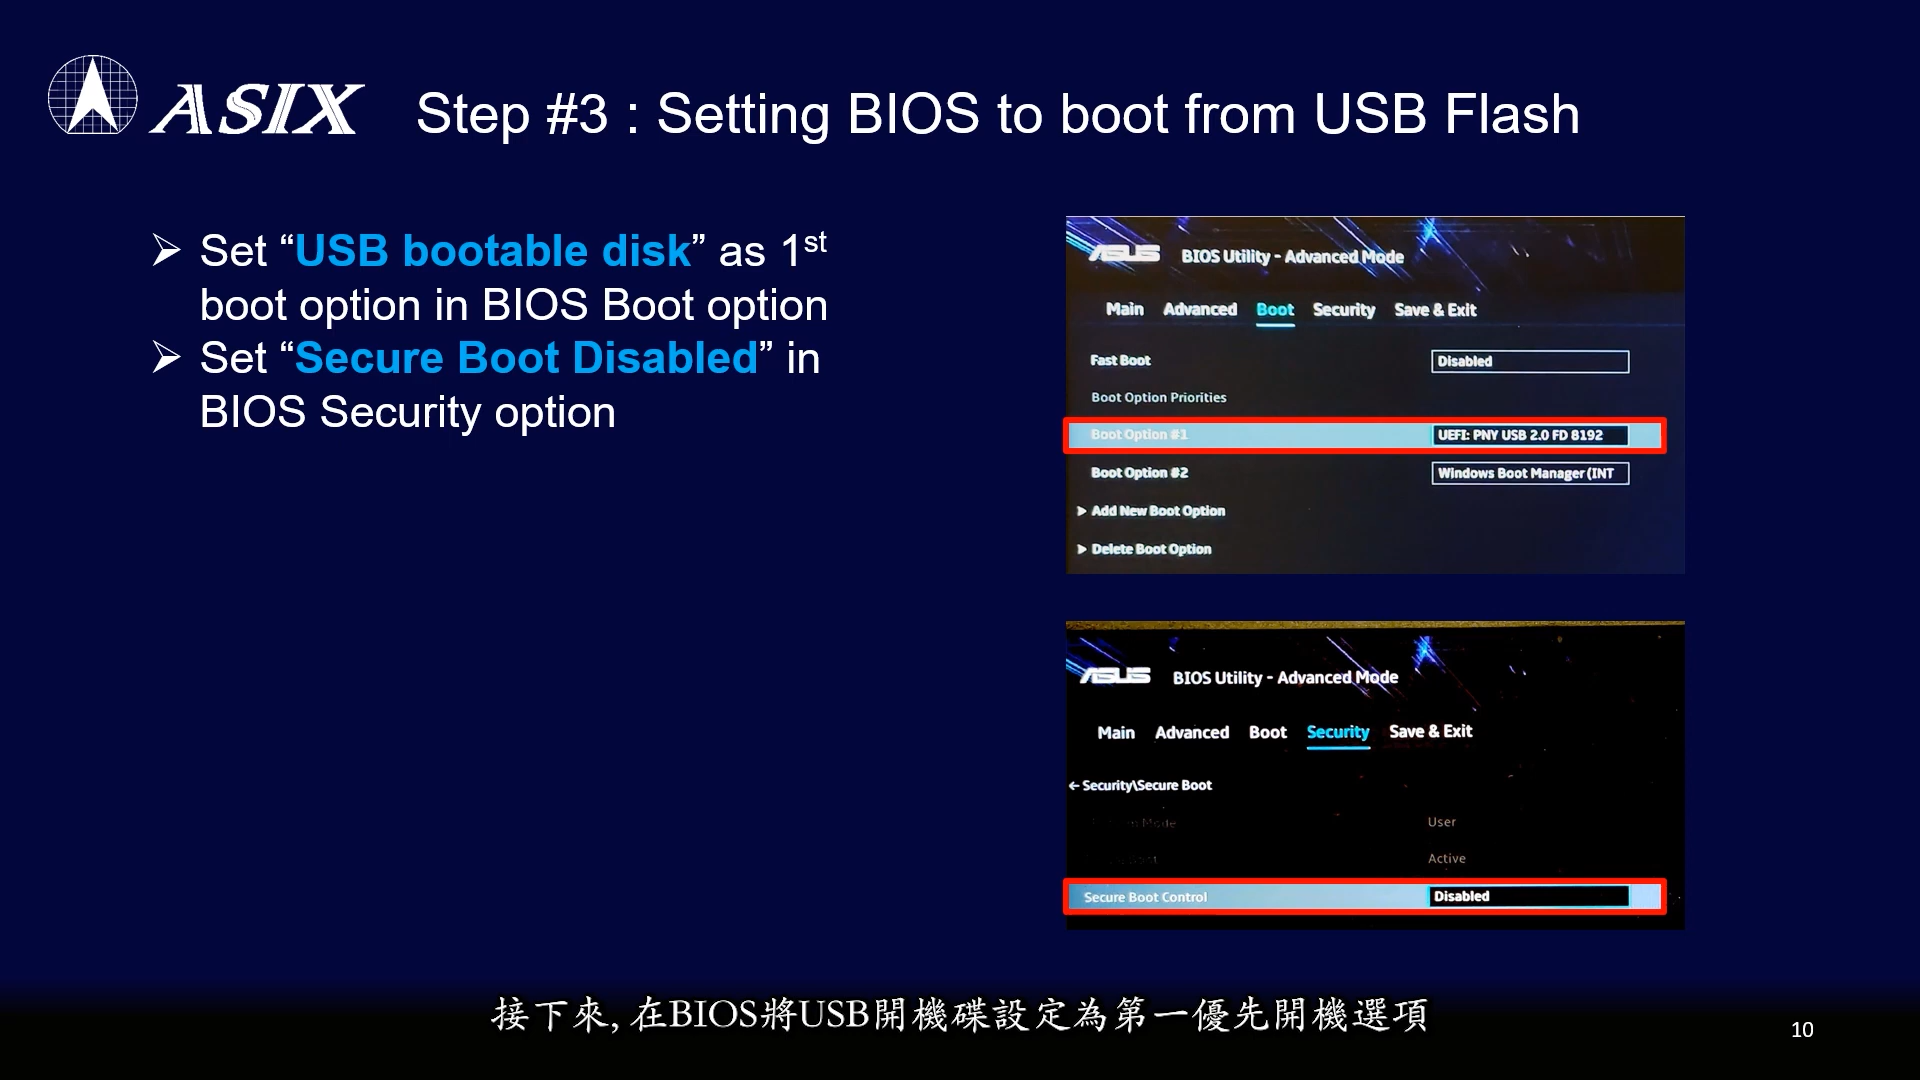 ASIX
Step #3 : Setting BIOS to boot from USB Flash
➢ Set “USB bootable disk” as 1st
boot option in BIOS Boot option
➢ Set “Secure Boot Disabled” in
BIOS Security option
ASUS BIOS Utility - Advanced Mode
Main Advanced Boot Security Save & Exit
Fast Boot Disabled
Boot Option Priorities
Boot Option #1 UEFI: PNY USB 2.0 FD 8192
Boot Option #2 Windows Boot Manager (INT
Add New Boot Option
Delete Boot Option
ASUS BIOS Utility - Advanced Mode
Main Advanced Boot Security Save & Exit
← Security\Secure Boot
Mode User
Active
Secure Boot Control Disabled
接下來, 在BIOS將USB開機碟設定為第一優先開機選項
10